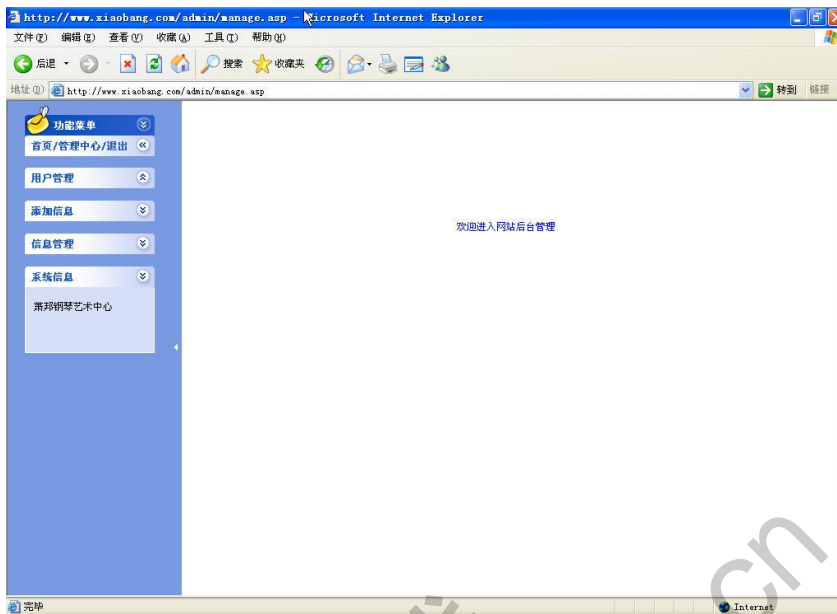 http://www.xiaobang.com/admin/manage.asp - Microsoft Internet Explorer
文件(F) 编辑(E) 查看(V) 收藏(A) 工具(T) 帮助(H)
后退 搜索 收藏夹
地址(D) http://www.xiaobang.com/admin/manage.asp 转到 链接
功能菜单
首页/管理中心/退出
用户管理
添加信息
欢迎进入网站后台管理
信息管理
系统信息
萧邦钢琴艺术中心
完毕 Internet
.cn